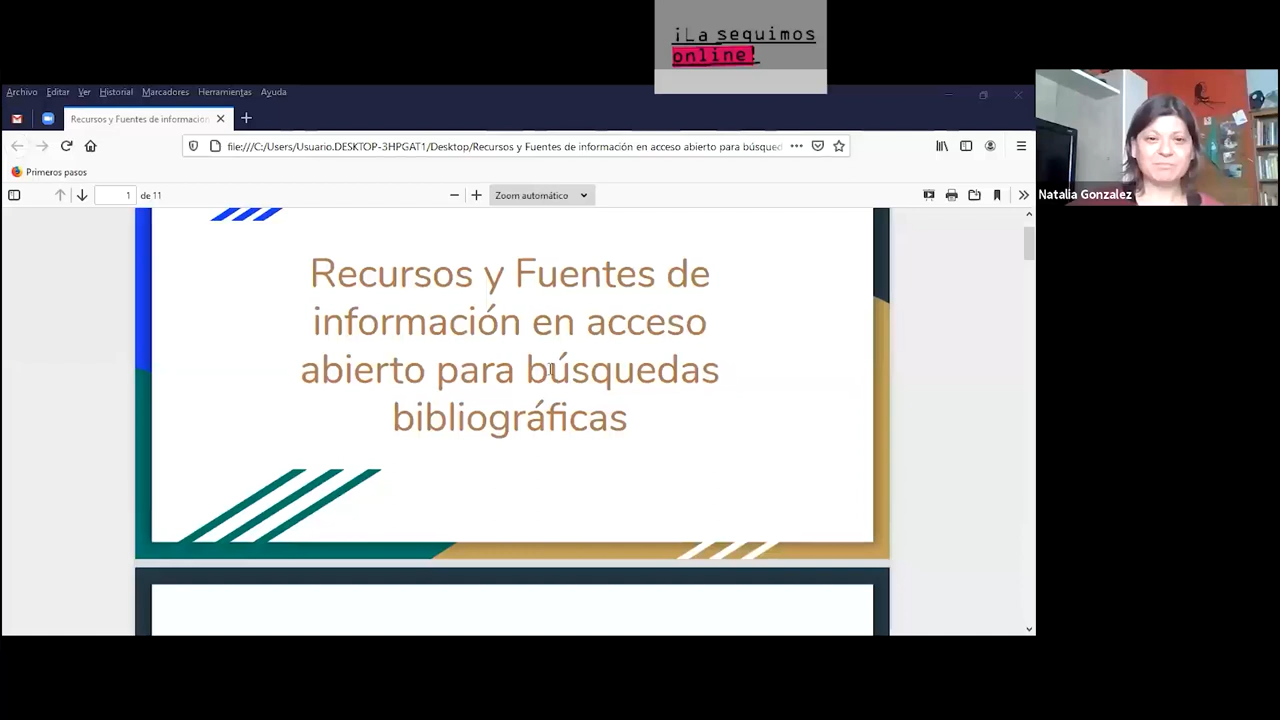 ¡La seguimos
online!
Archivo Editar Ver Historial Marcadores Herramientas Ayuda
Recursos y Fuentes de información
file:///C:/Users/Usuario.DESKTOP-3HPGAT1/Desktop/Recursos y Fuentes de información en acceso abierto para búsqued
Primeros pasos
1 de 11
Zoom automático
Natalia Gonzalez
Recursos y Fuentes de
información en acceso
abierto para búsquedas
bibliográficas